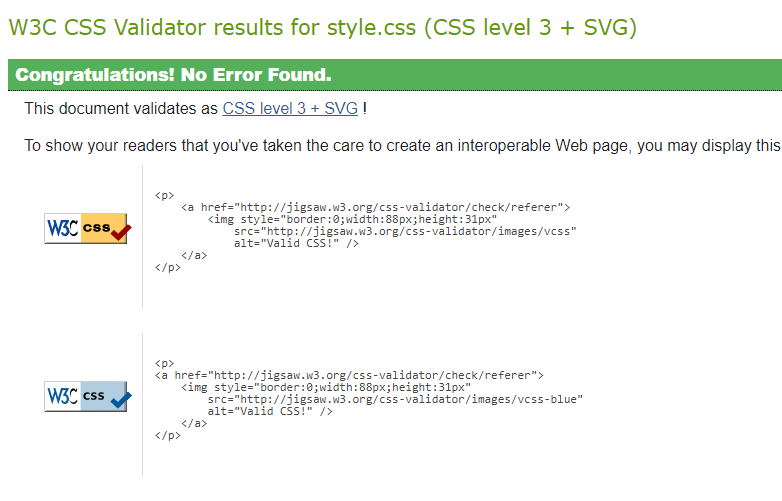 W3C CSS Validator results for style.css (CSS level 3 + SVG)
Congratulations! No Error Found.
This document validates as CSS level 3 + SVG !
To show your readers that you've taken the care to create an interoperable Web page, you may display this
W3C css
<p>
<a href="http://jigsaw.w3.org/css-validator/check/referer">
<img style="border:0;width:88px;height:31px"
src="http://jigsaw.w3.org/css-validator/images/vcss"
alt="Valid CSS!" />
</a>
</p>
W3C css
<p>
<a href="http://jigsaw.w3.org/css-validator/check/referer">
<img style="border:0;width:88px;height:31px"
src="http://jigsaw.w3.org/css-validator/images/vcss-blue"
alt="Valid CSS!" />
</a>
</p>